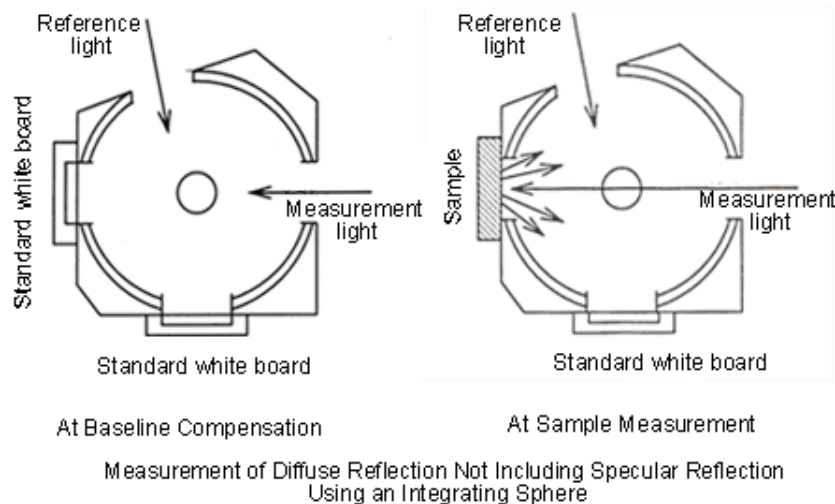 Reference
light
Standard white board
Measurement
light
Standard white board
At Baseline Compensation
Reference
light
Sample
Measurement
light
Standard white board
At Sample Measurement
Measurement of Diffuse Reflection Not Including Specular Reflection
Using an Integrating Sphere